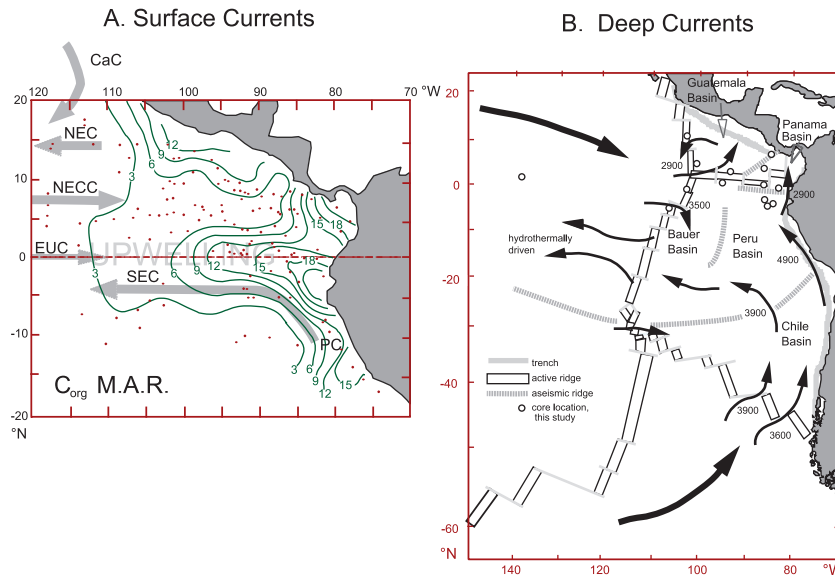 A. Surface Currents
CaC
120 110 100 90 80 70 °W
20
10
0
-10
-20
°N
NEC
NECC
EUC
SEC
PC
UPWELLING
3
6
9
12
3
6
9
12
15
18
15
18
3
6
9
12
15
Corg M.A.R.
B. Deep Currents
20
0
-20
-40
-60
°N
140 120 100 80 °W
Guatemala
Basin
Panama
Basin
2900
3500
2900
Bauer
Basin
Peru
Basin
4900
hydrothermally
driven
3900
Chile
Basin
trench
active ridge
aseismic ridge
core location,
this study
3900
3600